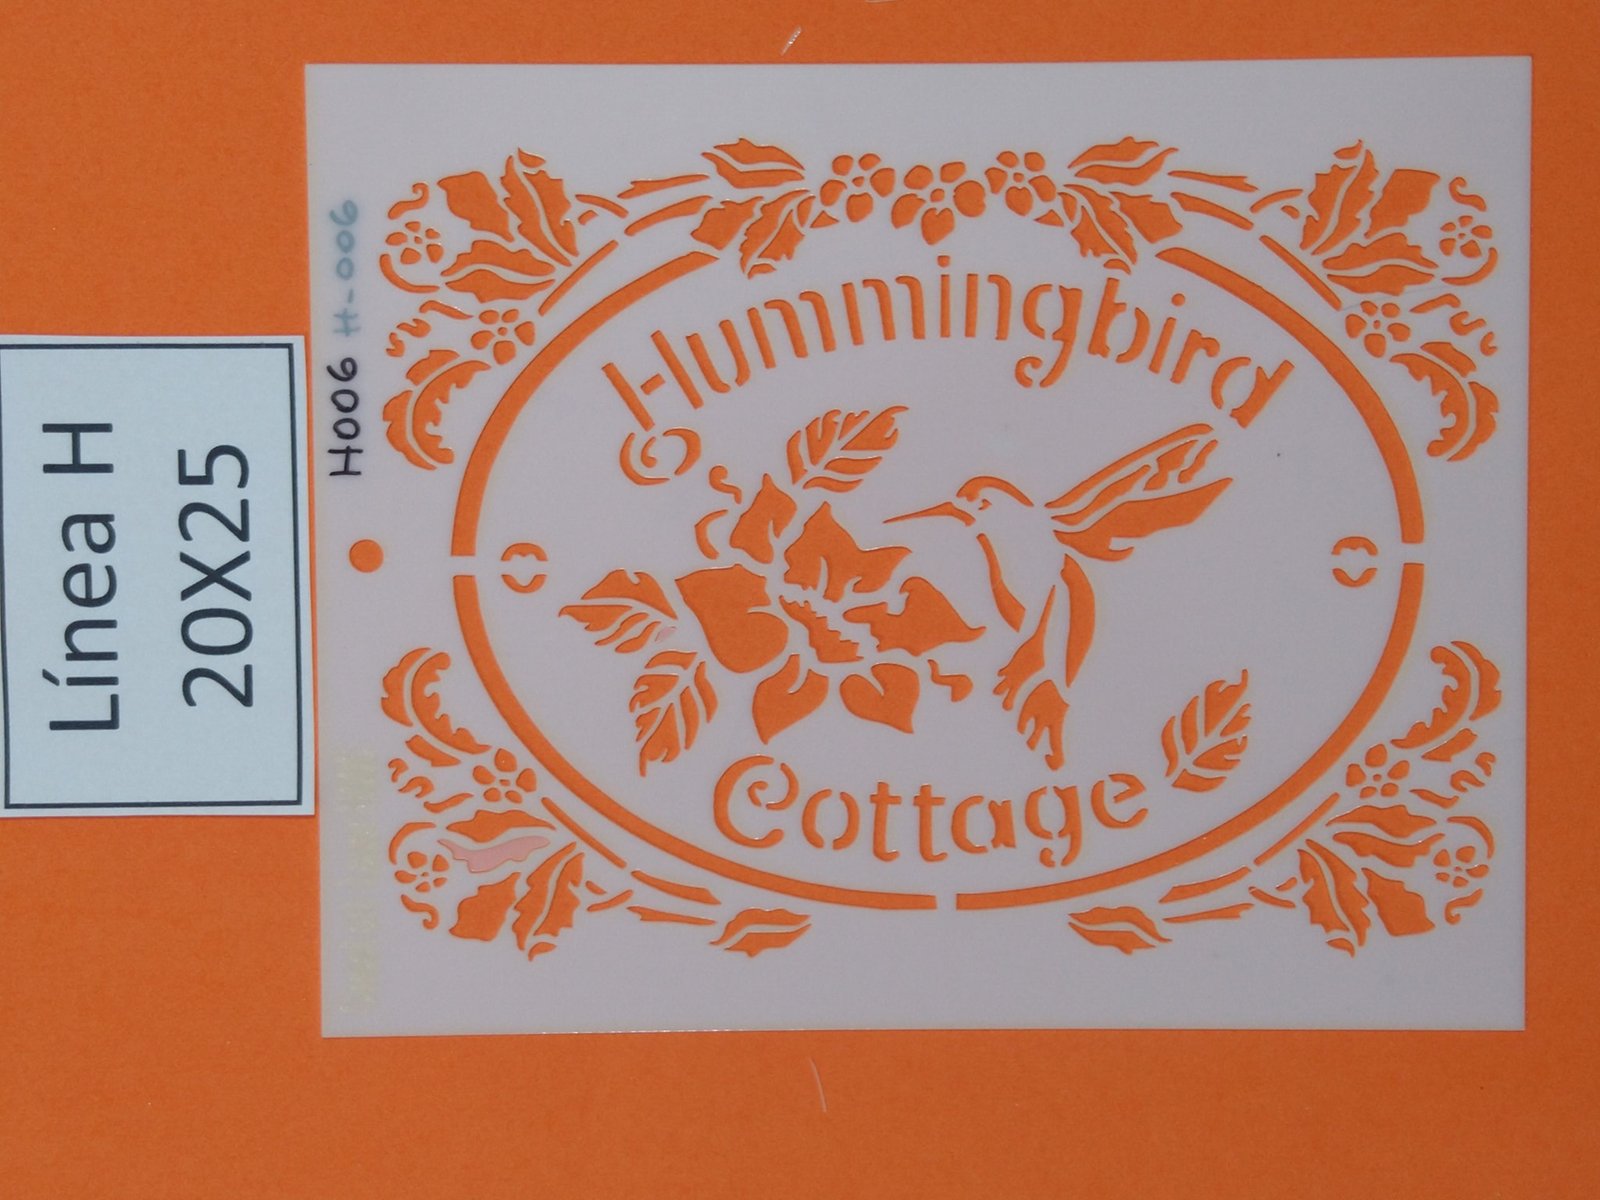 Línea H
20X25
H006 H-006
Hummingbird
Cottage